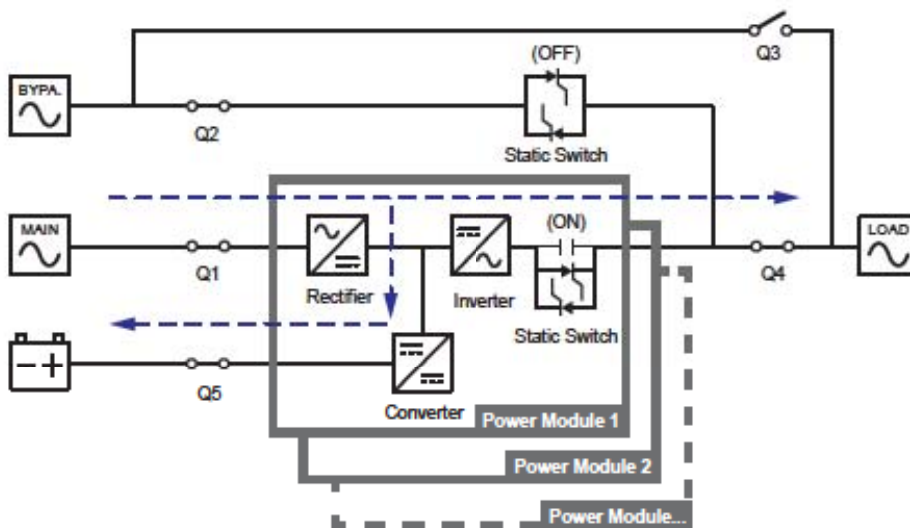 Q3
(OFF)
BYPA.
Q2
Static Switch
MAIN
Q1
Rectifier
Inverter
(ON)
Static Switch
Q4
LOAD
Q5
Converter
Power Module 1
Power Module 2
Power Module...